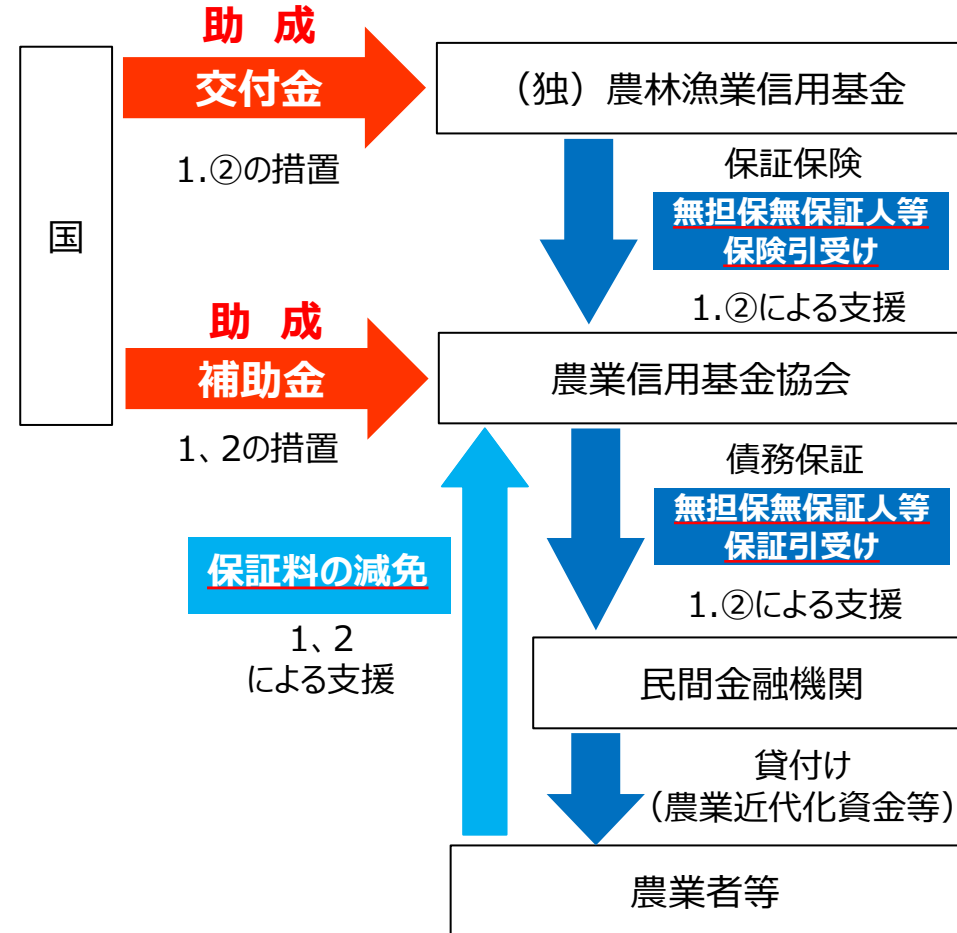 国
助 成
交付金
1.②の措置
（独）農林漁業信用基金
保証保険
無担保無保証人等
保険引受け
1.②による支援
助 成
補助金
1、2の措置
農業信用基金協会
債務保証
無担保無保証人等
保証引受け
1.②による支援
保証料の減免
1、2
による支援
民間金融機関
貸付け
（農業近代化資金等）
農業者等